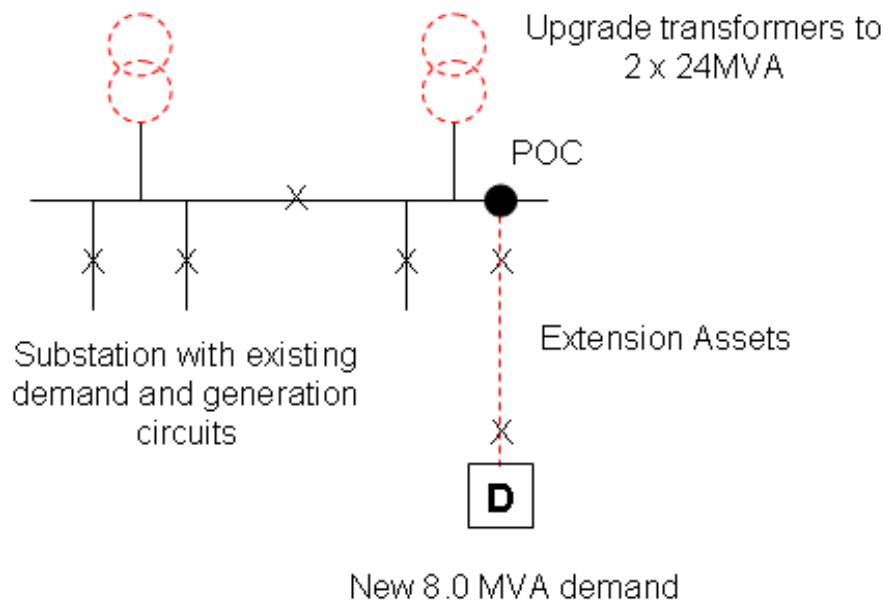 Upgrade transformers to
2 x 24MVA
POC
Extension Assets
Substation with existing
demand and generation
circuits
D
New 8.0 MVA demand